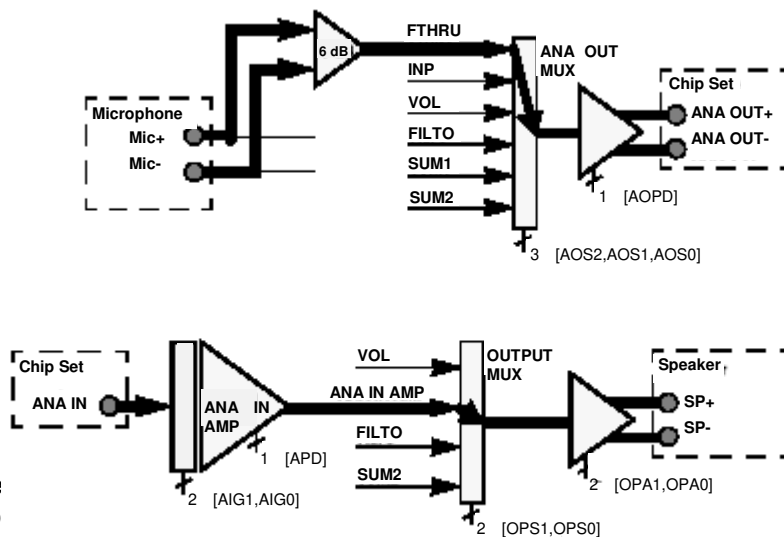 6 dB
FTHRU
INP
VOL
FILTO
SUM1
SUM2
ANA OUT
MUX
Chip Set
ANA OUT+
ANA OUT-
Microphone
Mic+
Mic-
1 [AOPD]
3 [AOS2,AOS1,AOS0]
Chip Set
ANA IN
ANA IN
AMP
1 [APD]
2 [AIG1,AIG0]
VOL
ANA IN AMP
FILTO
SUM2
OUTPUT
MUX
2 [OPS1,OPS0]
Speaker
SP+
SP-
2 [OPA1,OPA0]